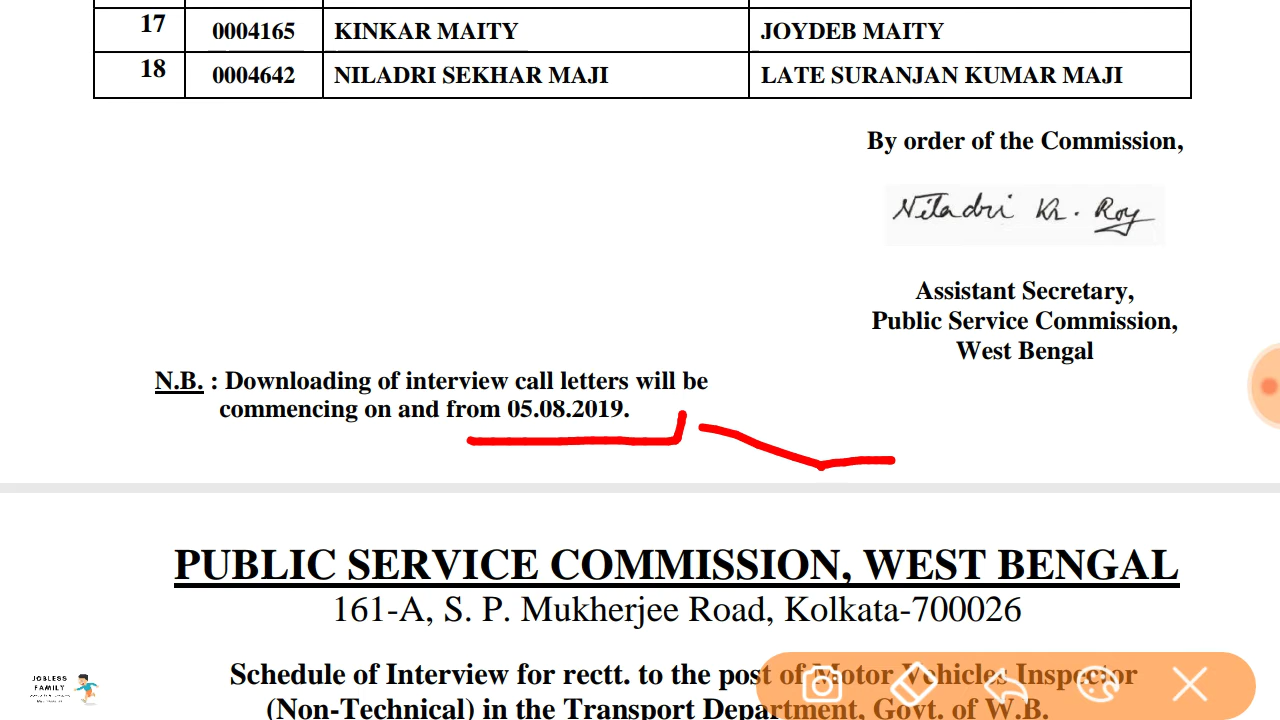 17 0004165 KINKAR MAITY JOYDEB MAITY
18 0004642 NILADRI SEKHAR MAJI LATE SURANJAN KUMAR MAJI
By order of the Commission,
Niladri Kr. Roy
Assistant Secretary,
Public Service Commission,
West Bengal
N.B. : Downloading of interview call letters will be
commencing on and from 05.08.2019.
PUBLIC SERVICE COMMISSION, WEST BENGAL
161-A, S. P. Mukherjee Road, Kolkata-700026
Schedule of Interview for rectt. to the post of Motor Vehicles Inspector
(Non-Technical) in the Transport Department, Govt. of W.B.
JOBLESS
FAMILY